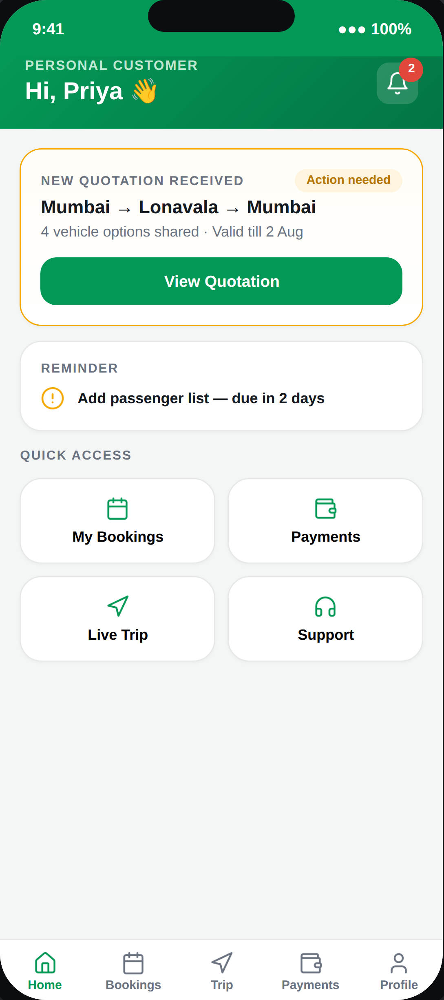 9:41
●●● 100%
PERSONAL CUSTOMER
Hi, Priya 👋
2
NEW QUOTATION RECEIVED
Action needed
Mumbai → Lonavala → Mumbai
4 vehicle options shared · Valid till 2 Aug
View Quotation
REMINDER
Add passenger list — due in 2 days
QUICK ACCESS
My Bookings
Payments
Live Trip
Support
Home
Bookings
Trip
Payments
Profile